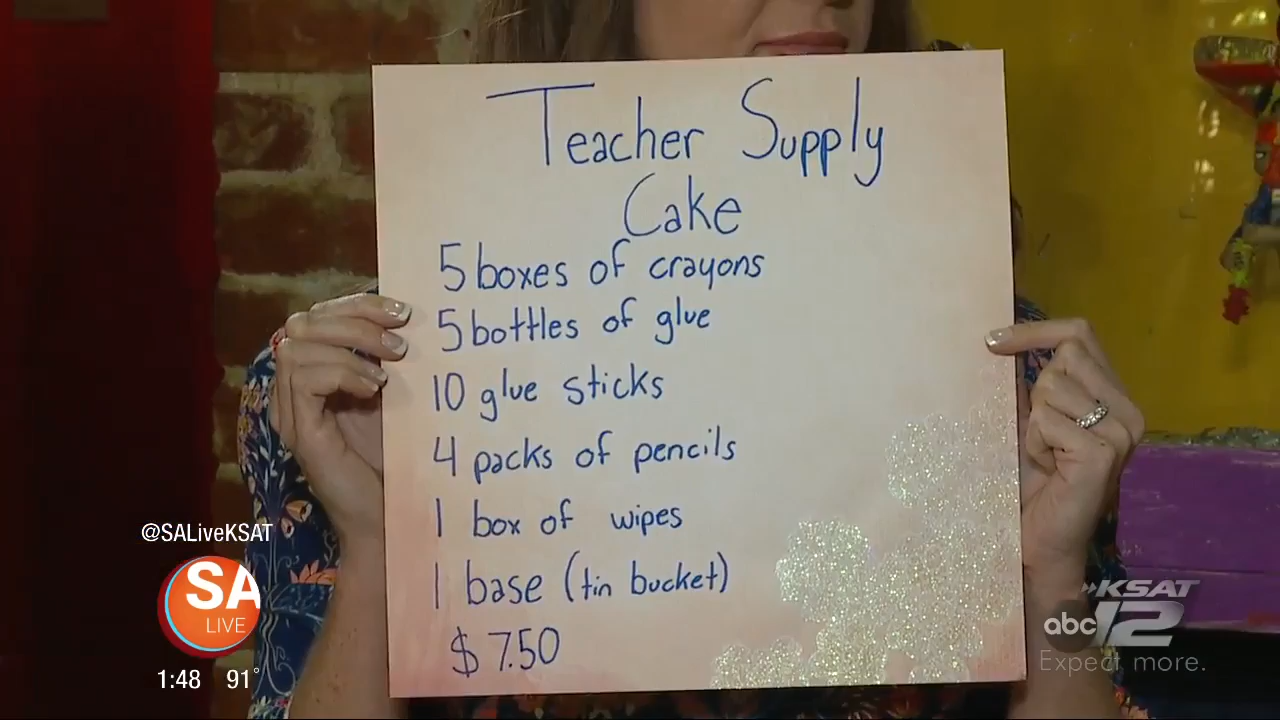 Teacher Supply
Cake
5 boxes of crayons
5 bottles of glue
10 glue sticks
4 packs of pencils
1 box of wipes
1 base (tin bucket)
$7.50
@SALiveKSAT
SA
LIVE
1:48 91°
KSAT
abc 12
Expect more.